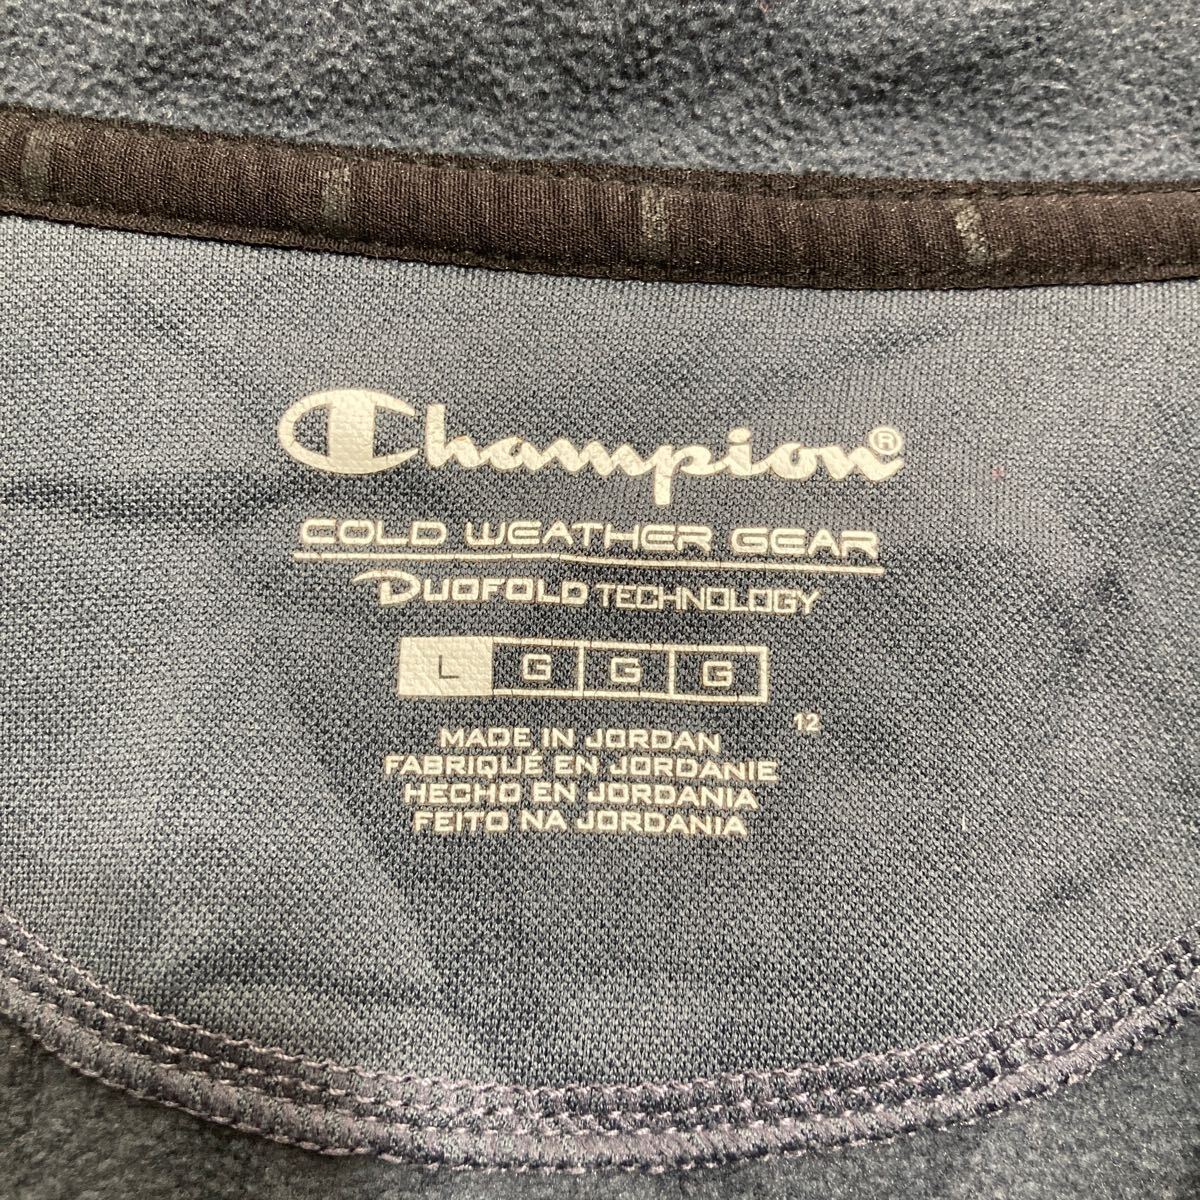 Champion®
COLD WEATHER GEAR
DUOFOLD TECHNOLOGY
L G G G
12
MADE IN JORDAN
FABRIQUÉ EN JORDANIE
HECHO EN JORDANIA
FEITO NA JORDANIA